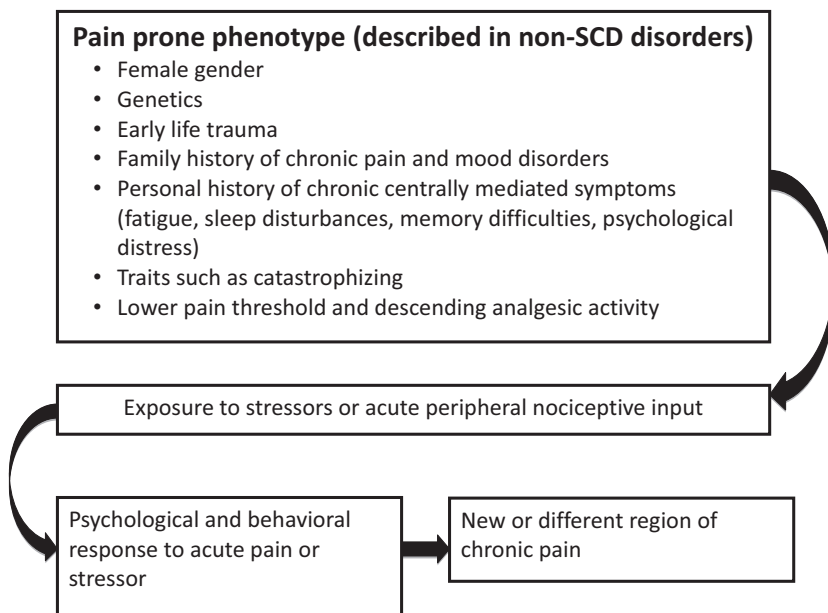 Pain prone phenotype (described in non-SCD disorders)
• Female gender
• Genetics
• Early life trauma
• Family history of chronic pain and mood disorders
• Personal history of chronic centrally mediated symptoms
(fatigue, sleep disturbances, memory difficulties, psychological
distress)
• Traits such as catastrophizing
• Lower pain threshold and descending analgesic activity
Exposure to stressors or acute peripheral nociceptive input
Psychological and behavioral
response to acute pain or
stressor
New or different region of
chronic pain